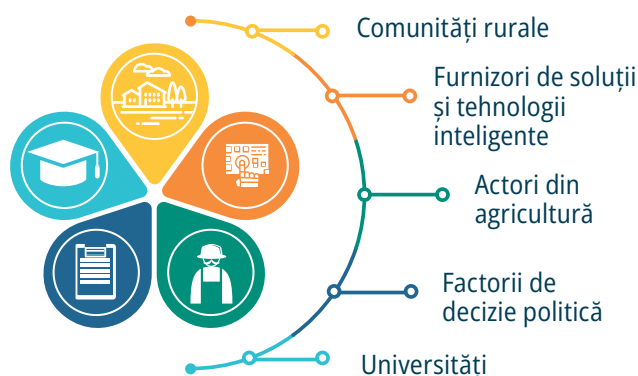 Comunități rurale
Furnizori de soluții
și tehnologii
inteligente
Actori din
agricultură
Factorii de
decizie politică
Universități